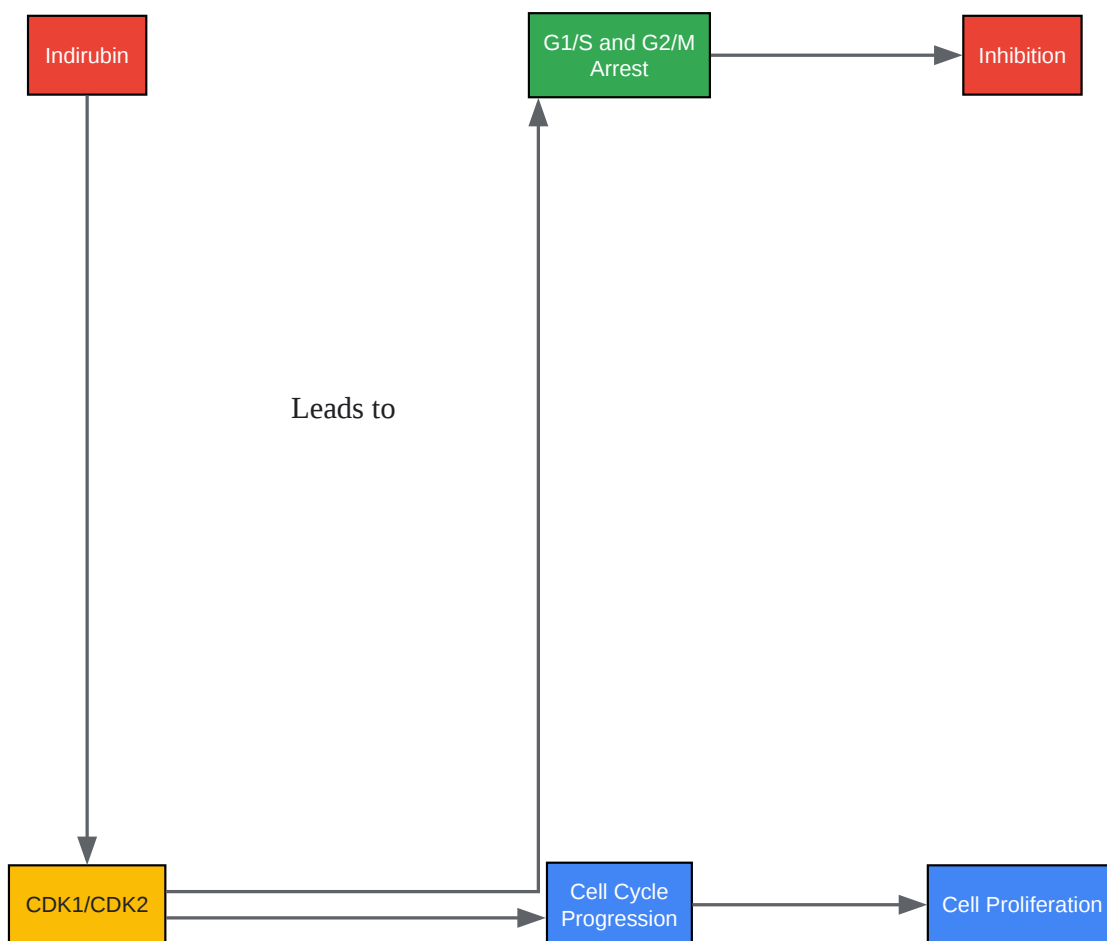 Indirubin
G1/S and G2/M
Arrest
Inhibition
Leads to
CDK1/CDK2
Cell Cycle
Progression
Cell Proliferation